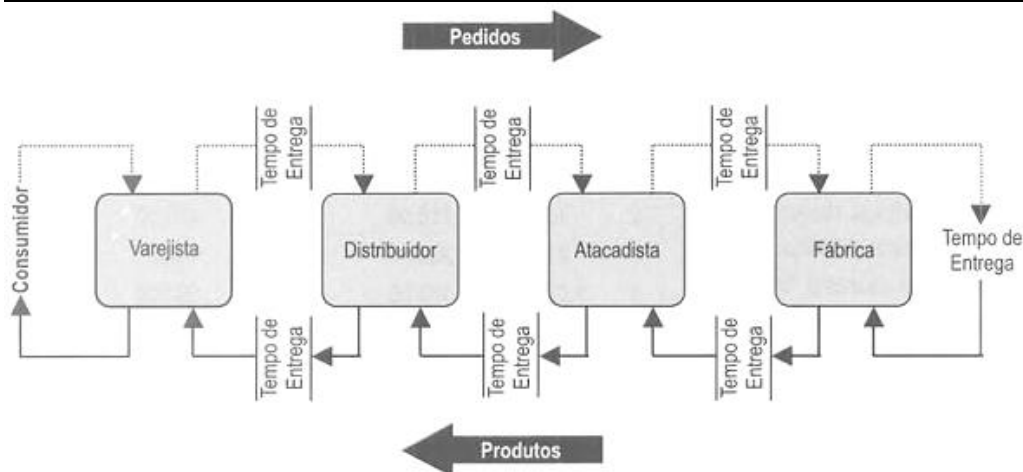 Pedidos
Tempo de
Entrega
Tempo de
Entrega
Tempo de
Entrega
Consumidor
Varejista
Distribuidor
Atacadista
Fábrica
Tempo de
Entrega
Tempo de
Entrega
Tempo de
Entrega
Tempo de
Entrega
Produtos